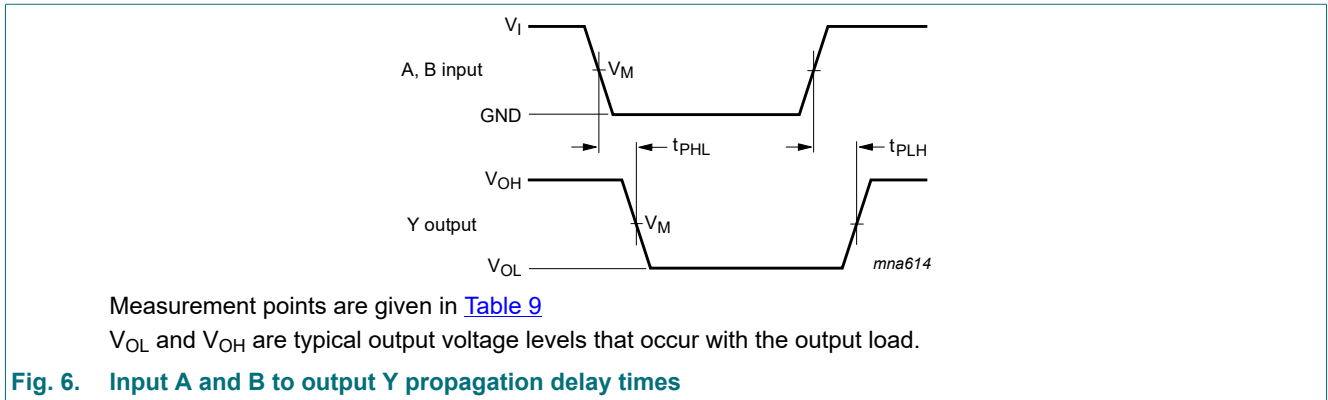 V_I
A, B input
V_M
GND
t_PHL
t_PLH
V_OH
Y output
V_M
V_OL
mna614
Measurement points are given in Table 9
V_OL and V_OH are typical output voltage levels that occur with the output load.
Fig. 6. Input A and B to output Y propagation delay times